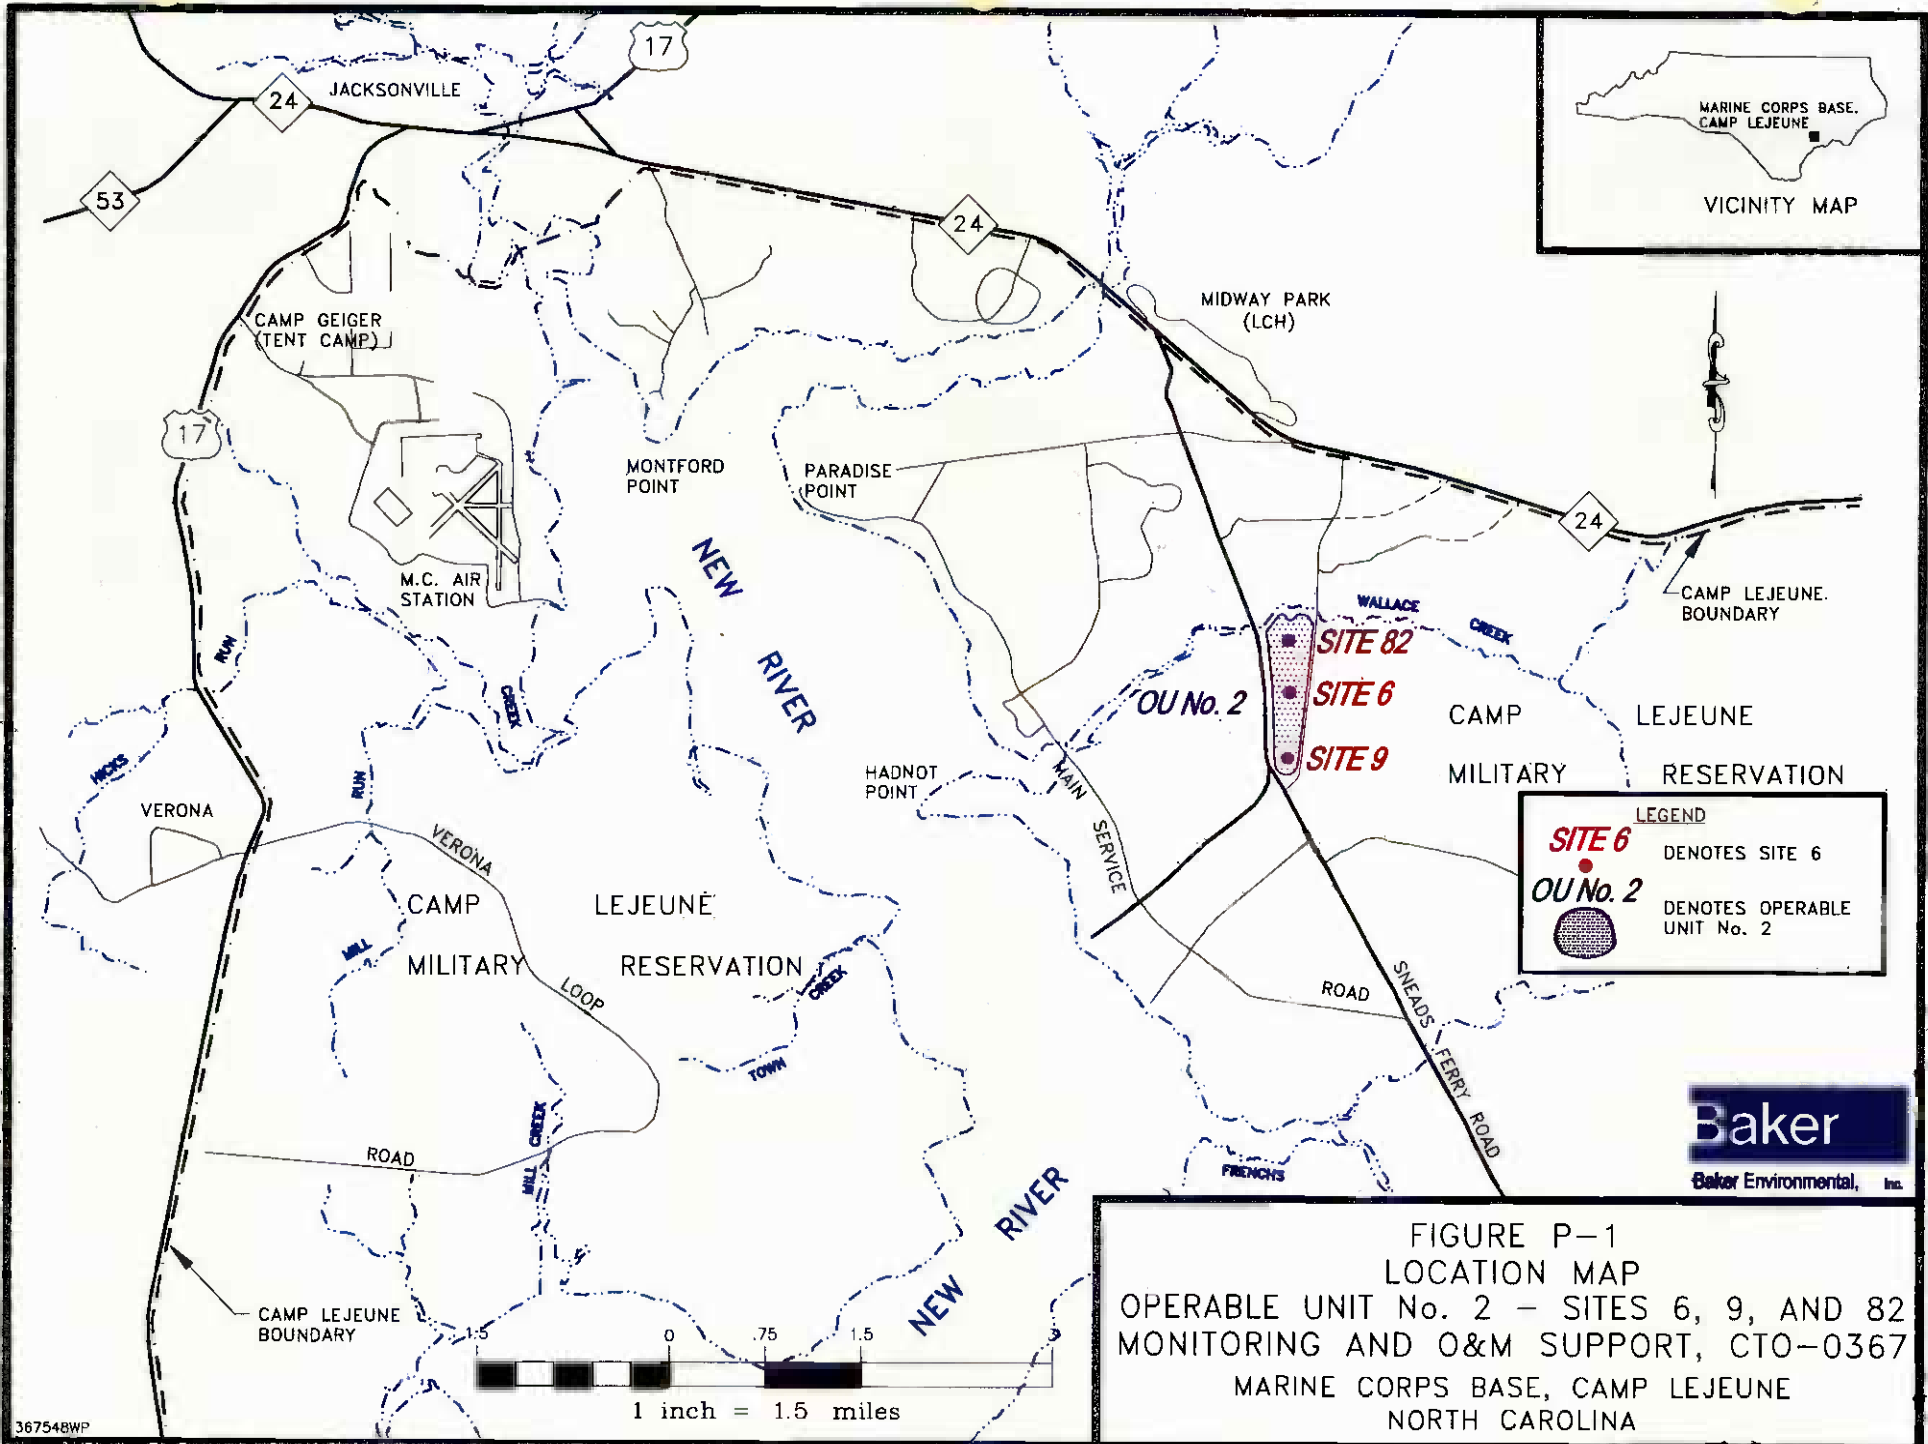 17
JACKSONVILLE
24
53
24
MARINE CORPS BASE.
CAMP LEJEUNE
VICINITY MAP
MIDWAY PARK
(LCH)
CAMP GEIGER
(TENT CAMP)
17
MONTFORD
POINT
PARADISE
POINT
M.C. AIR
STATION
NEW
RIVER
24
CAMP LEJEUNE.
BOUNDARY
WALLACE
CREEK
SITE 82
SITE 6
SITE 9
OU No. 2
CAMP LEJEUNE
MILITARY RESERVATION
RUN
CREEK
HICKS
RUN
VERONA
HADNOT
POINT
MAIN
SERVICE
ROAD
VERONA
LOOP
ROAD
CAMP LEJEUNE
MILITARY RESERVATION
MILL
CREEK
TOWN
MILL CREEK
SNEADS FERRY ROAD
FRENCHS
NEW RIVER
LEGEND
SITE 6
DENOTES SITE 6
OU No. 2
DENOTES OPERABLE
UNIT No. 2
Baker
Baker Environmental, Inc.
CAMP LEJEUNE
BOUNDARY
1.5 0 .75 1.5 3
1 inch = 1.5 miles
FIGURE P-1
LOCATION MAP
OPERABLE UNIT No. 2 - SITES 6, 9, AND 82
MONITORING AND O&M SUPPORT, CTO-0367
MARINE CORPS BASE, CAMP LEJEUNE
NORTH CAROLINA
367548WP